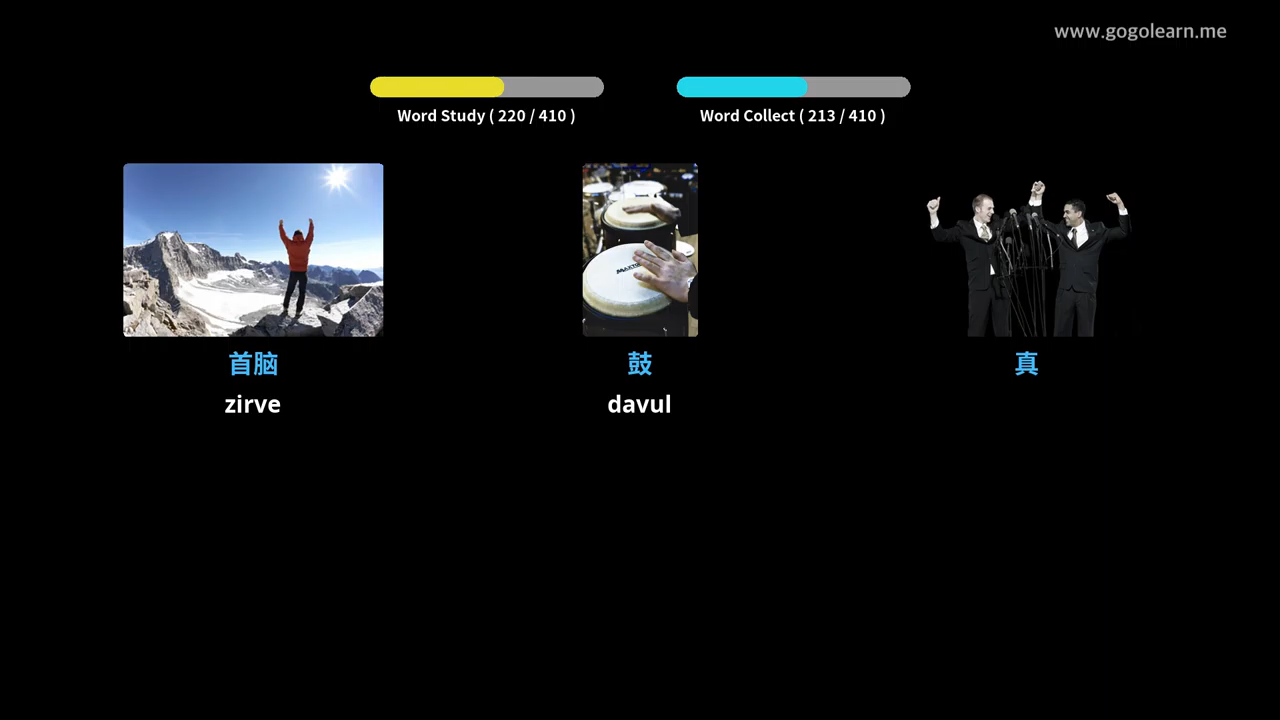 www.gogolearn.me
Word Study ( 220 / 410 )
Word Collect ( 213 / 410 )
首脑
鼓
真
zirve
davul